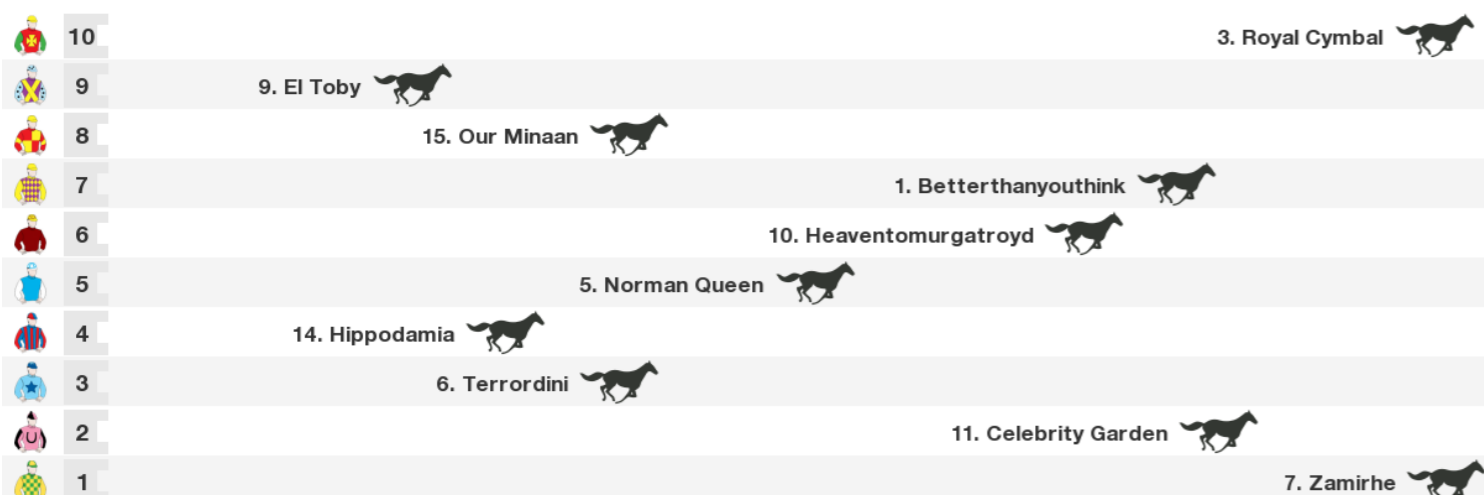 10 3. Royal Cymbal
9 9. El Toby
8 15. Our Minaan
7 1. Betterthanyouthink
6 10. Heaventomurgatroyd
5 5. Norman Queen
4 14. Hippodamia
3 6. Terrordini
2 11. Celebrity Garden
1 7. Zamirhe